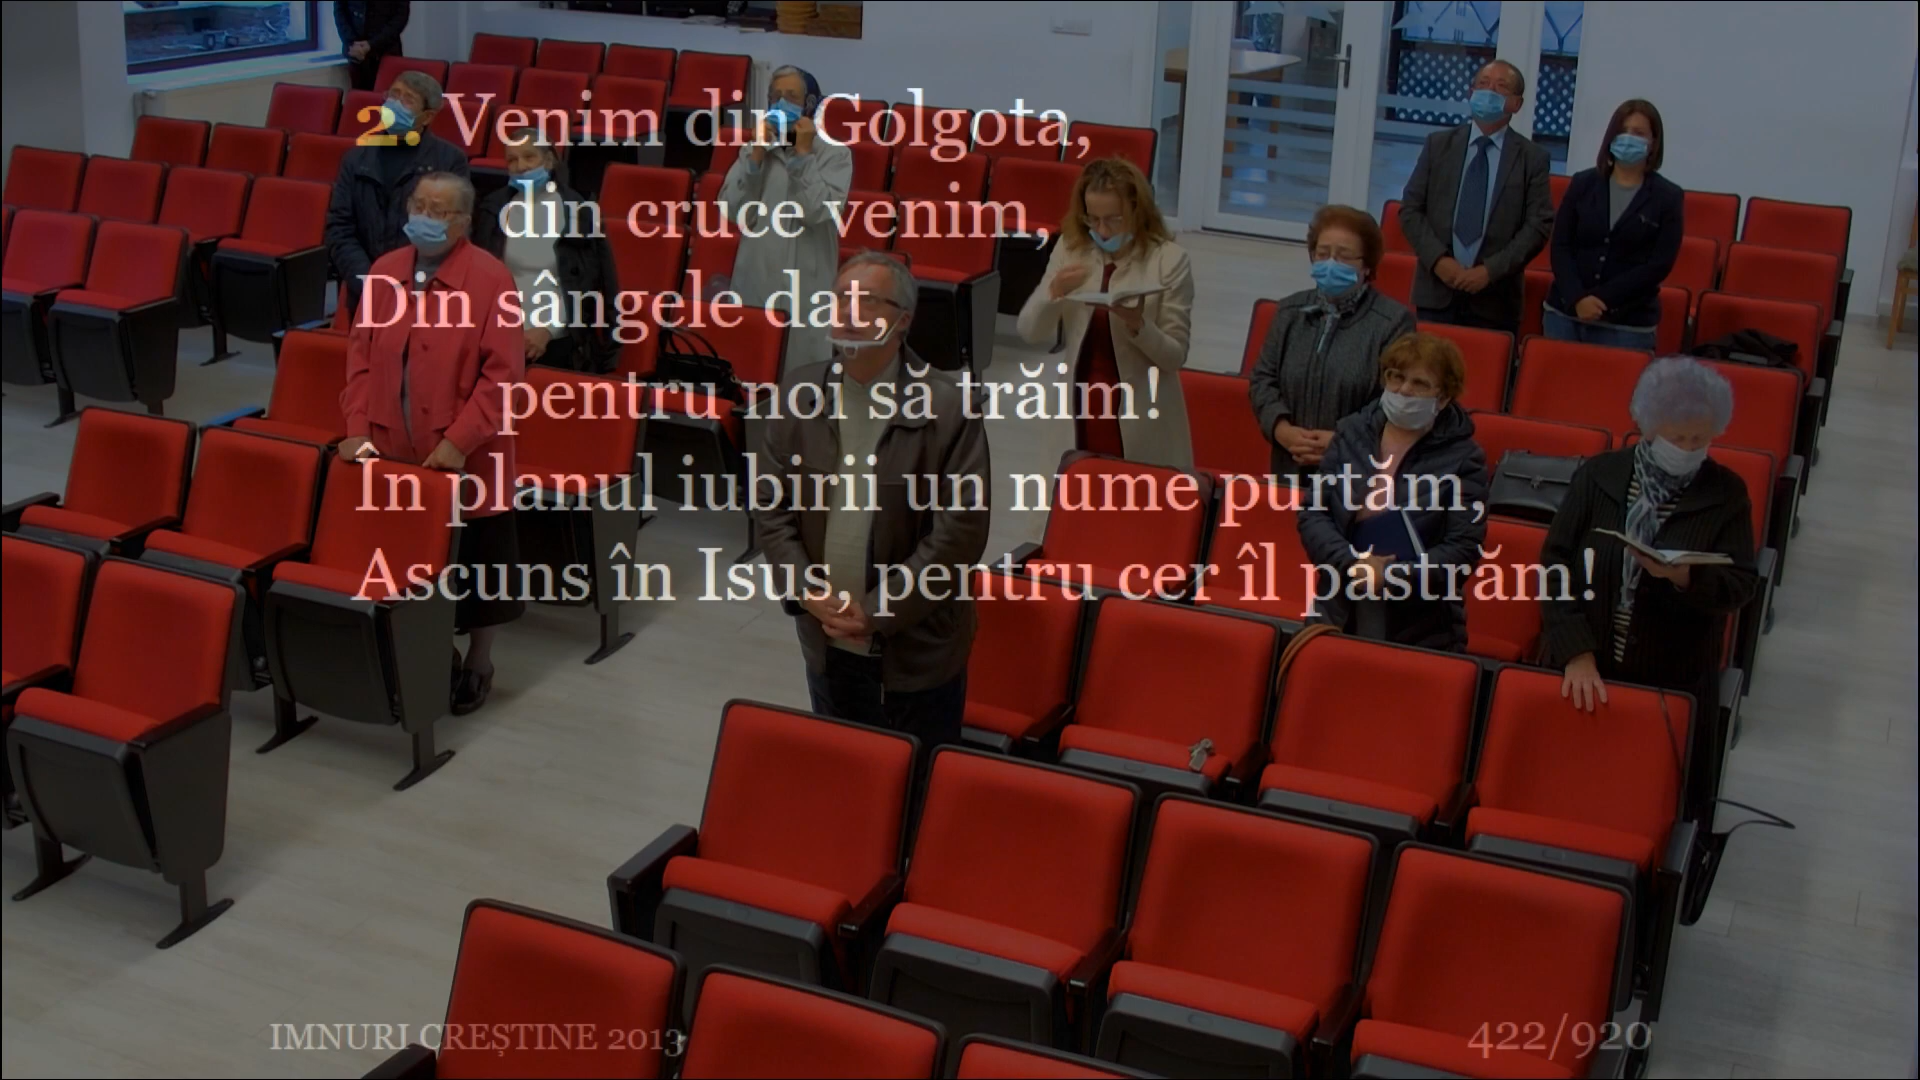 2. Venim din Golgota,
din cruce venim,
Din sângele dat,
pentru noi să trăim!
În planul iubirii un nume purtăm,
Ascuns în Isus, pentru cer îl păstrăm!
IMNURI CREȘTINE 2013
422/920